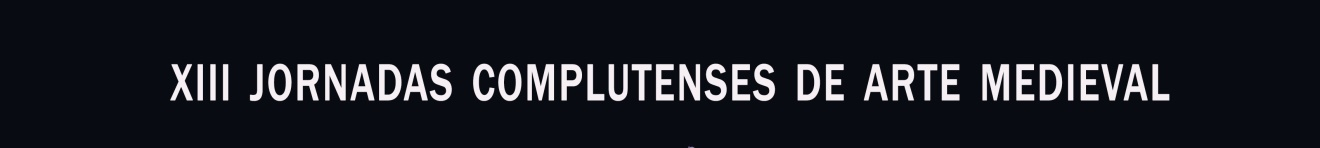 XIII JORNADAS COMPLUTENSES DE ARTE MEDIEVAL